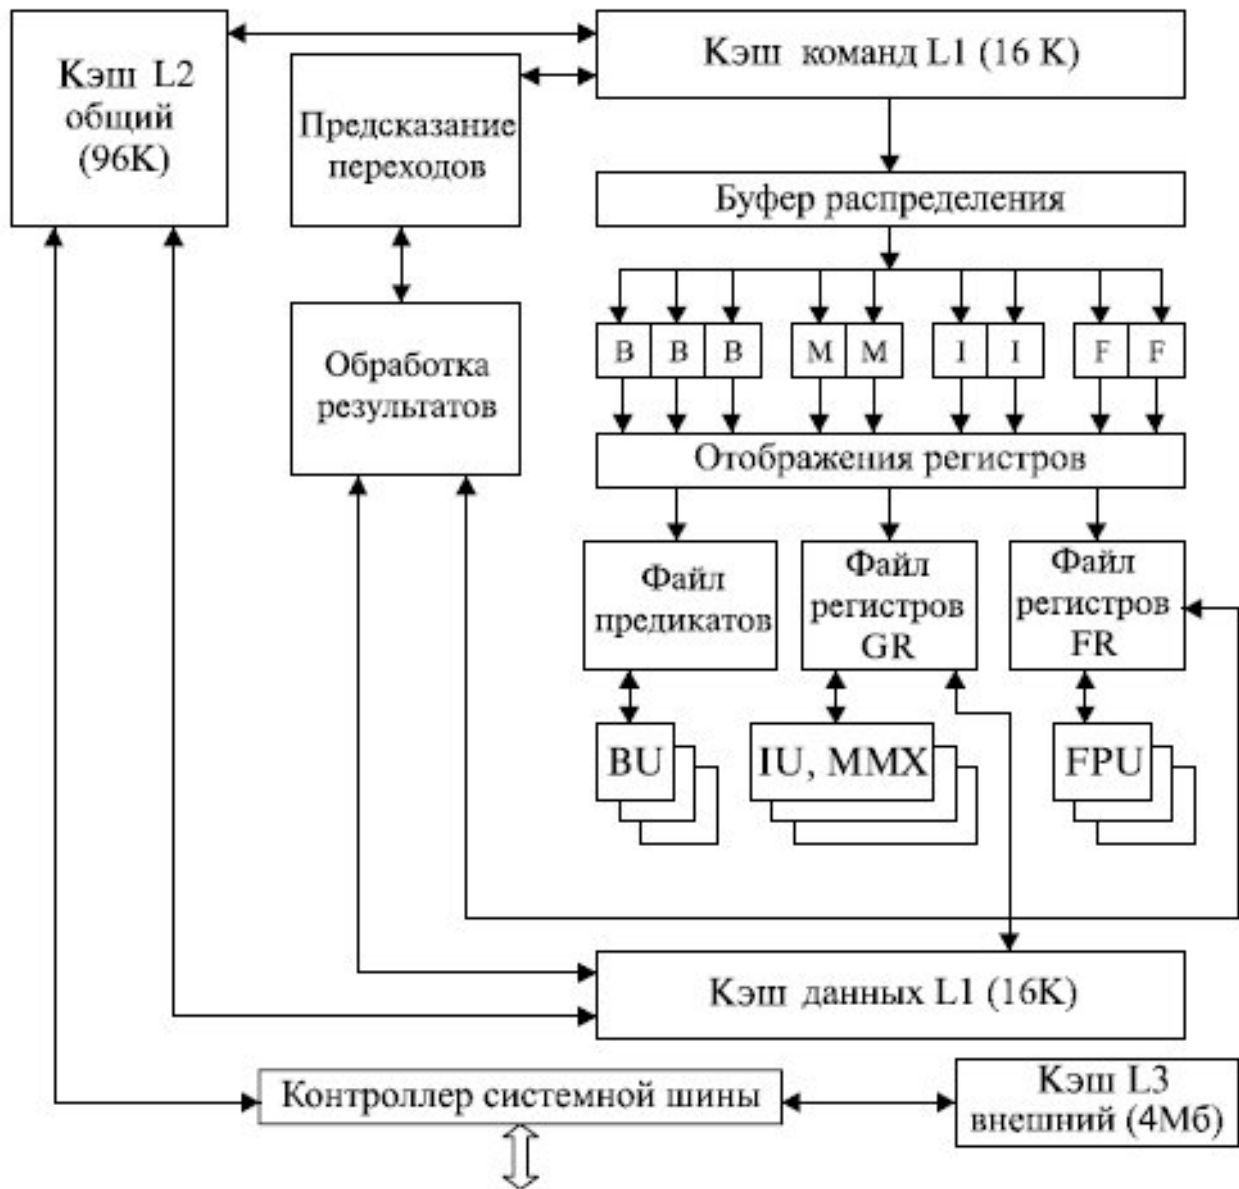 Кэш L2
общий
(96K)
Кэш команд L1 (16 K)
Предсказание
переходов
Буфер распределения
Обработка
результатов
B B B M M I I F F
Отображения регистров
Файл
предикатов
Файл
регистров
GR
Файл
регистров
FR
BU
IU, MMX
FPU
Кэш данных L1 (16K)
Контроллер системной шины
Кэш L3
внешний (4Мб)